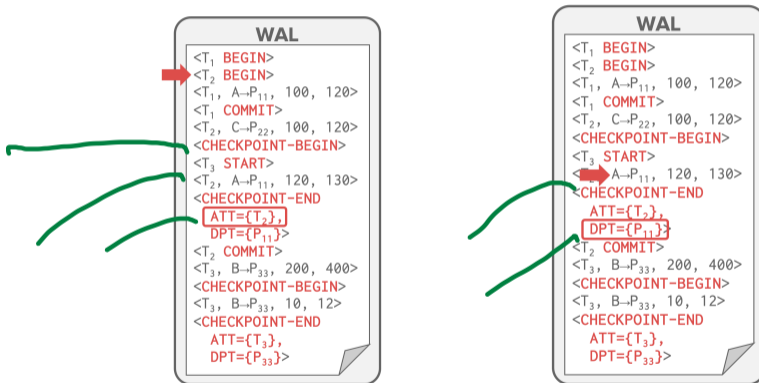 WAL
<T₁ BEGIN>
<T₂ BEGIN>
<T₁, A→P₁₁, 100, 120>
<T₁ COMMIT>
<T₂, C→P₂₂, 100, 120>
<CHECKPOINT-BEGIN>
<T₃ START>
<T₂, A→P₁₁, 120, 130>
<CHECKPOINT-END
ATT={T₂},
DPT={P₁₁}>
<T₂ COMMIT>
<T₃, B→P₃₃, 200, 400>
<CHECKPOINT-BEGIN>
<T₃, B→P₃₃, 10, 12>
<CHECKPOINT-END
ATT={T₃},
DPT={P₃₃}>
WAL
<T₁ BEGIN>
<T₂ BEGIN>
<T₁, A→P₁₁, 100, 120>
<T₁ COMMIT>
<T₂, C→P₂₂, 100, 120>
<CHECKPOINT-BEGIN>
<T₃ START>
A→P₁₁, 120, 130>
<CHECKPOINT-END
ATT={T₂},
DPT={P₁₁}>
<T₂ COMMIT>
<T₃, B→P₃₃, 200, 400>
<CHECKPOINT-BEGIN>
<T₃, B→P₃₃, 10, 12>
<CHECKPOINT-END
ATT={T₃},
DPT={P₃₃}>